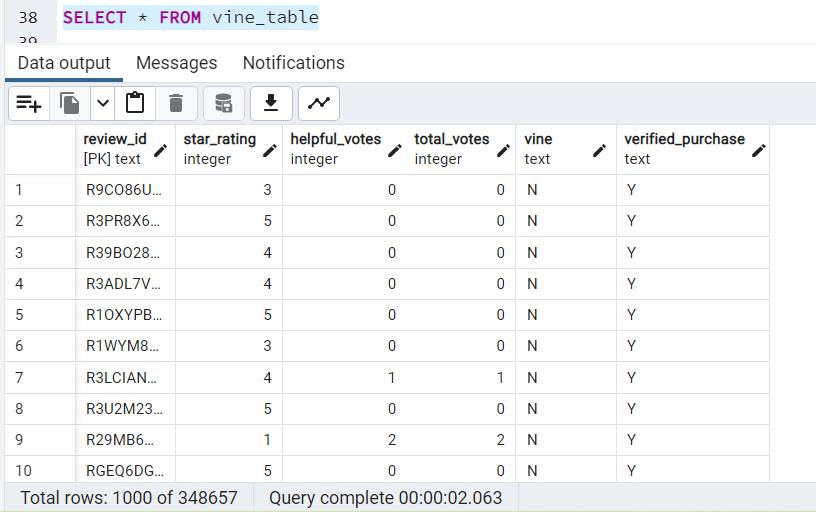 38 SELECT * FROM vine_table
39
Data output Messages Notifications
review_id star_rating helpful_votes total_votes vine verified_purchase
[PK] text integer integer integer text text
1 R9CO86U... 3 0 0 N Y
2 R3PR8X6... 5 0 0 N Y
3 R39BO28... 4 0 0 N Y
4 R3ADL7V... 4 0 0 N Y
5 R1OXYPB... 5 0 0 N Y
6 R1WYM8... 3 0 0 N Y
7 R3LCIAN... 4 1 1 N Y
8 R3U2M23... 5 0 0 N Y
9 R29MB6... 1 2 2 N Y
10 RGEQ6DG... 5 0 0 N Y
Total rows: 1000 of 348657 Query complete 00:00:02.063